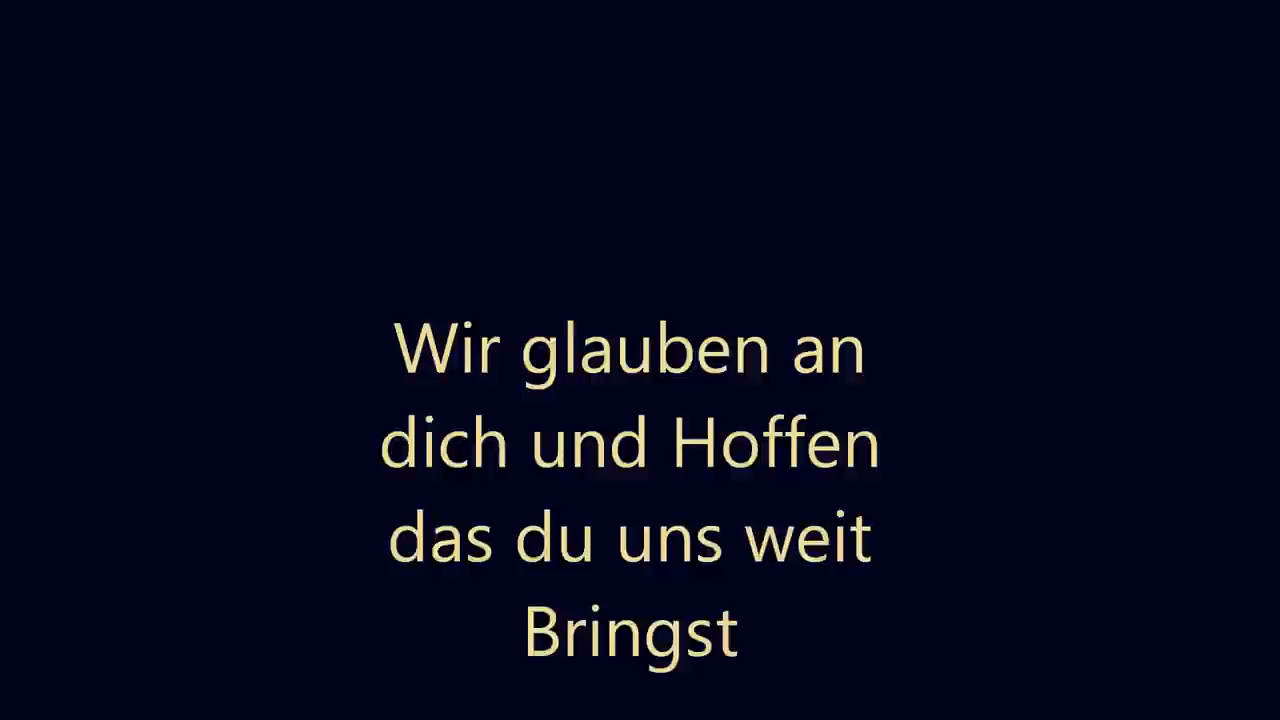 Wir glauben an
dich und Hoffen
das du uns weit
Bringst